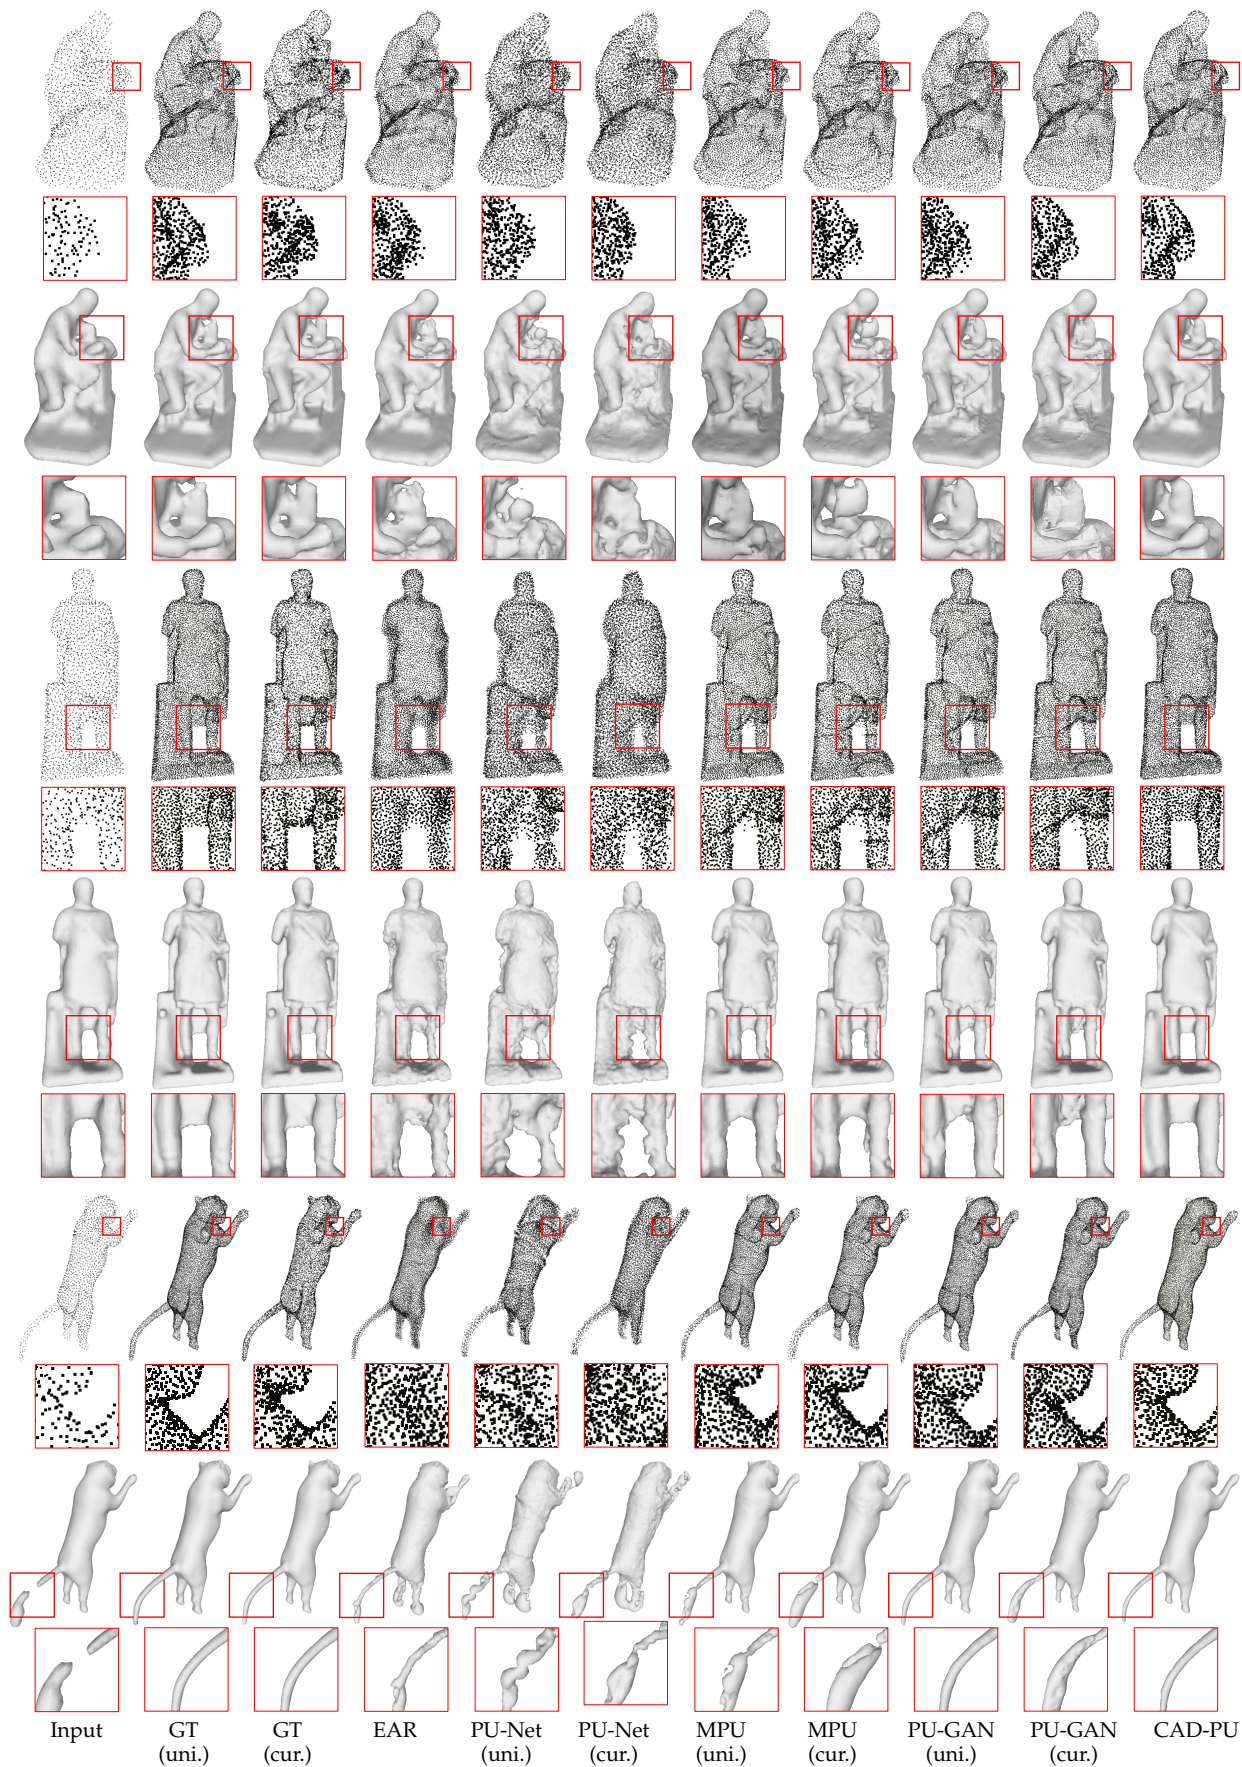 Input GT GT EAR PU-Net PU-Net MPU MPU PU-GAN PU-GAN CAD-PU
(uni.) (cur.) (uni.) (cur.) (uni.) (cur.) (uni.) (cur.)